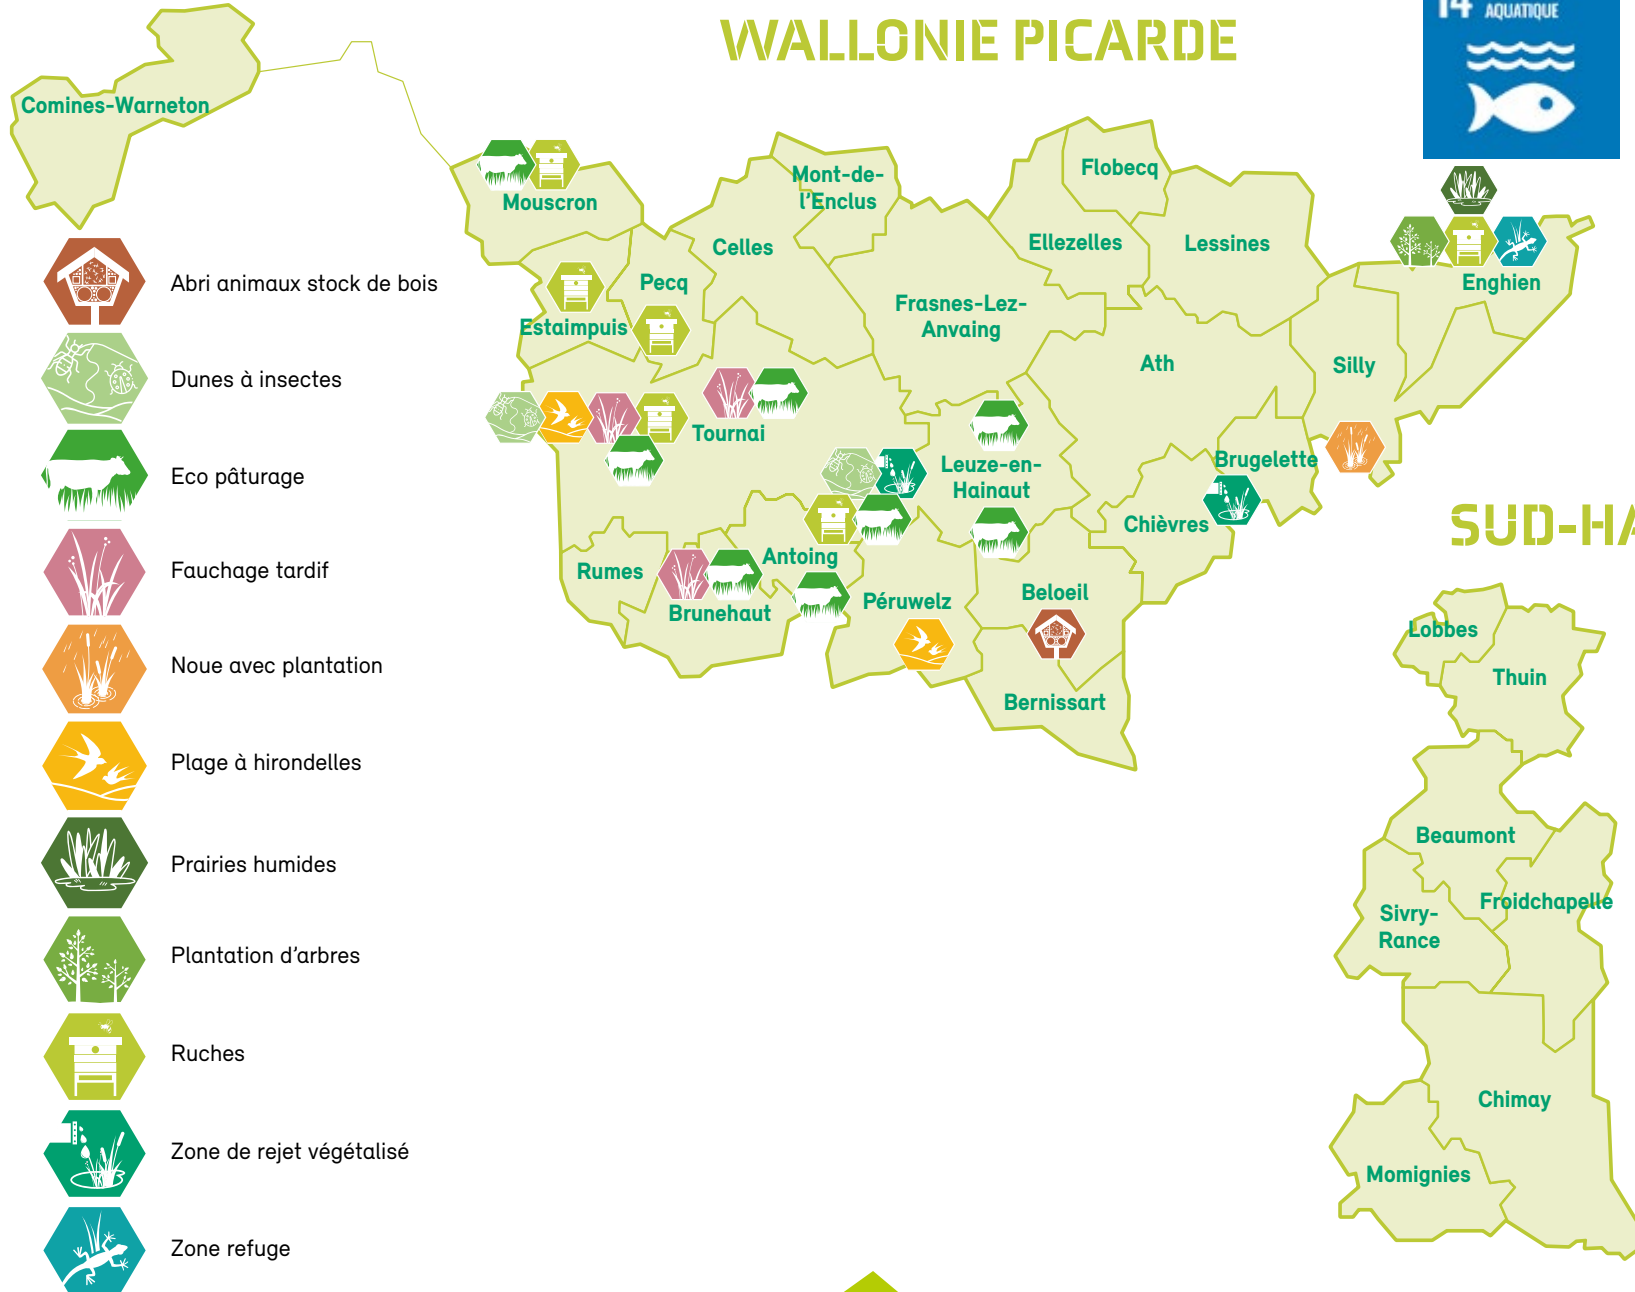 WALLONIE PICARDE
14 AQUATIQUE
Comines-Warneton
Mouscron
Mont-de-
l'Enclus
Flobecq
Celles
Ellezelles
Lessines
Enghien
Pecq
Estaimpuis
Frasnes-Lez-
Anvaing
Ath
Silly
Tournai
Leuze-en-
Hainaut
Brugelette
Chièvres
Antoing
Rumes
Brunehaut
Péruwelz
Beloeil
Bernissart
Abri animaux stock de bois
Dunes à insectes
Eco pâturage
Fauchage tardif
Noue avec plantation
Plage à hirondelles
Prairies humides
Plantation d'arbres
Ruches
Zone de rejet végétalisé
Zone refuge
SUD-HA
Lobbes
Thuin
Beaumont
Froidchapelle
Sivry-
Rance
Chimay
Momignies